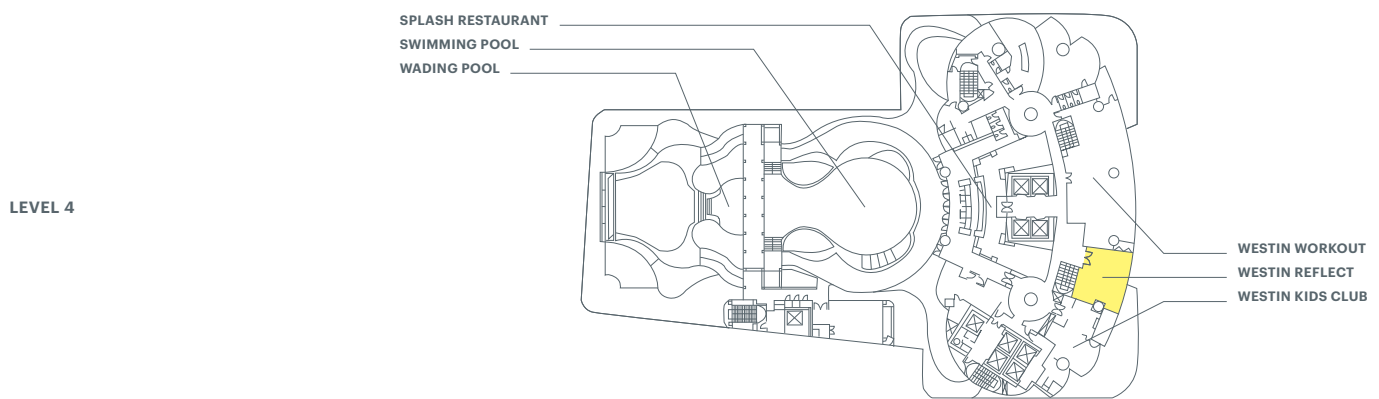 SPLASH RESTAURANT
SWIMMING POOL
WADING POOL
LEVEL 4
WESTIN WORKOUT
WESTIN REFLECT
WESTIN KIDS CLUB